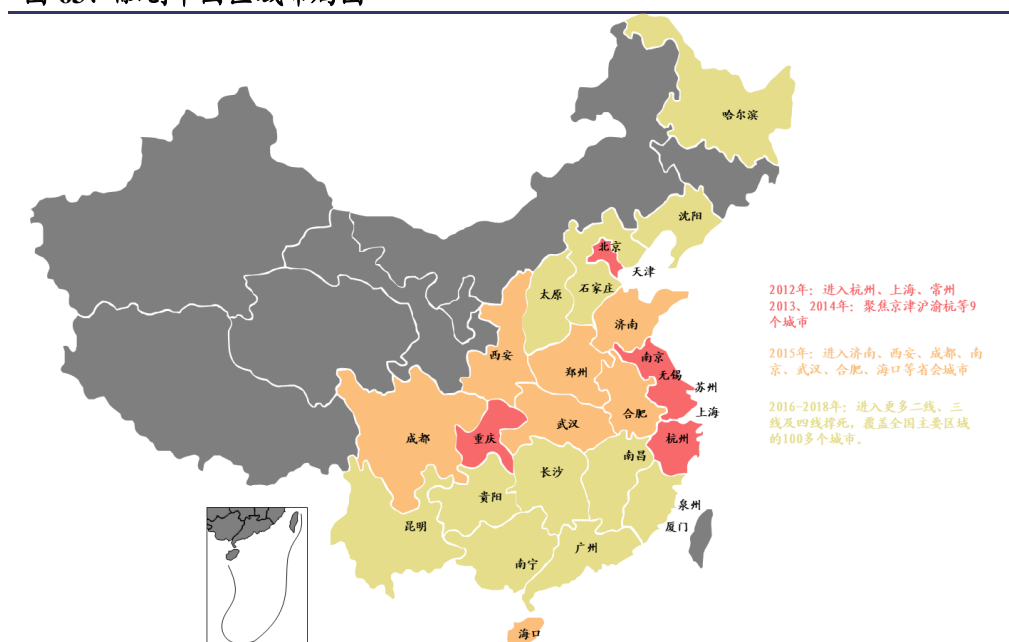 哈尔滨
沈阳
北京
天津
太原
石家庄
济南
西安
郑州
南京
无锡
苏州
上海
合肥
武汉
成都
重庆
杭州
南昌
长沙
贵阳
昆明
泉州
厦门
广州
南宁
海口
2012年：进入杭州、上海、常州
2013、2014年：聚焦京津沪渝杭等9
个城市
2015年：进入济南、西安、成都、南
京、武汉、合肥、海口等省会城市
2016-2018年：进入更多二线、三
线及四线撑死，覆盖全国主要区域
的100多个城市.